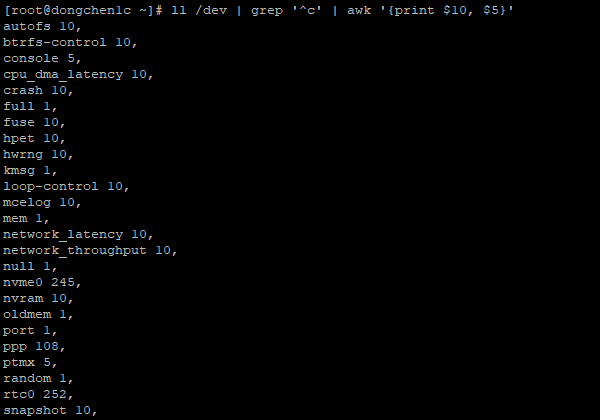 [root@dongchen1c ~]# ll /dev | grep '^c' | awk '{print $10, $5}'
autofs 10,
btrfs-control 10,
console 5,
cpu_dma_latency 10,
crash 10,
full 1,
fuse 10,
hpet 10,
hwrng 10,
kmsg 1,
loop-control 10,
mcelog 10,
mem 1,
network_latency 10,
network_throughput 10,
null 1,
nvme0 245,
nvram 10,
oldmem 1,
port 1,
ppp 108,
ptmx 5,
random 1,
rtc0 252,
snapshot 10,